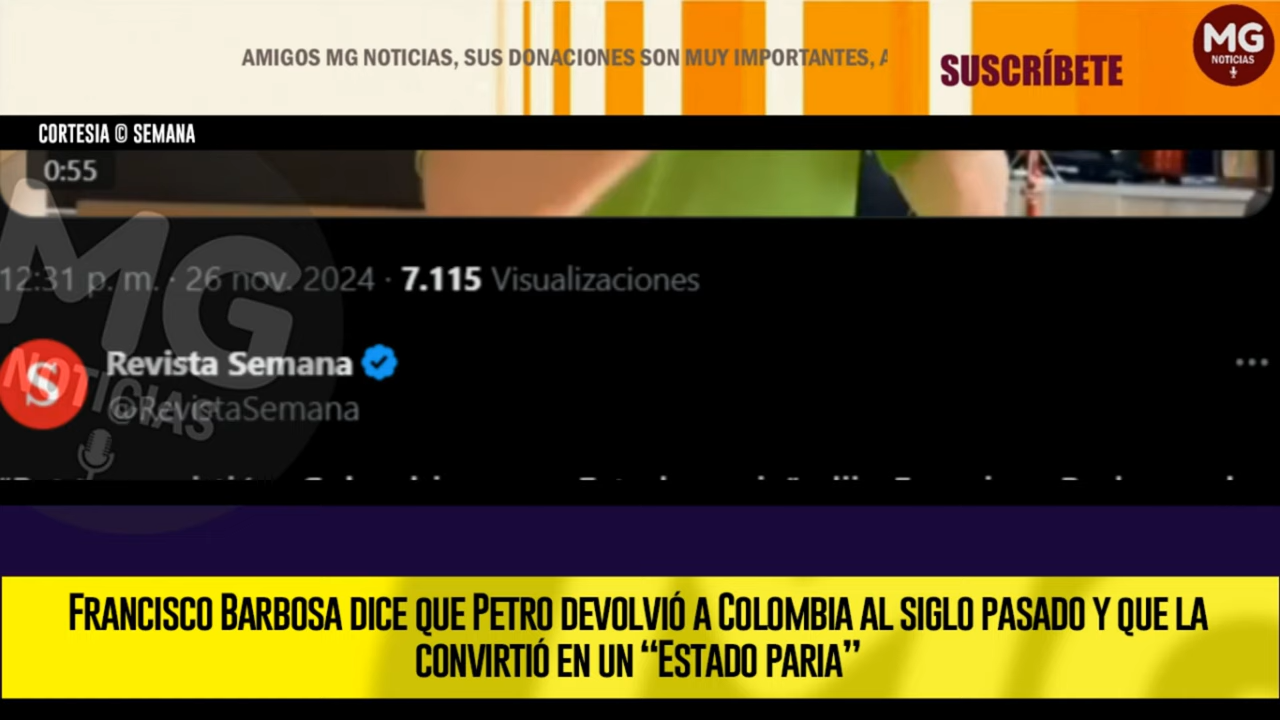 AMIGOS MG NOTICIAS, SUS DONACIONES SON MUY IMPORTANTES,
SUSCRÍBETE
MG
NOTICIAS
CORTESIA © SEMANA
0:55
12:31 p. m. · 26 nov. 2024 · 7.115 Visualizaciones
MG
NOTICIAS
S
Revista Semana
@RevistaSemana
FRANCISCO BARBOSA DICE QUE PETRO DEVOLVIÓ A COLOMBIA AL SIGLO PASADO Y QUE LA
CONVIRTIÓ EN UN “ESTADO PARIA”